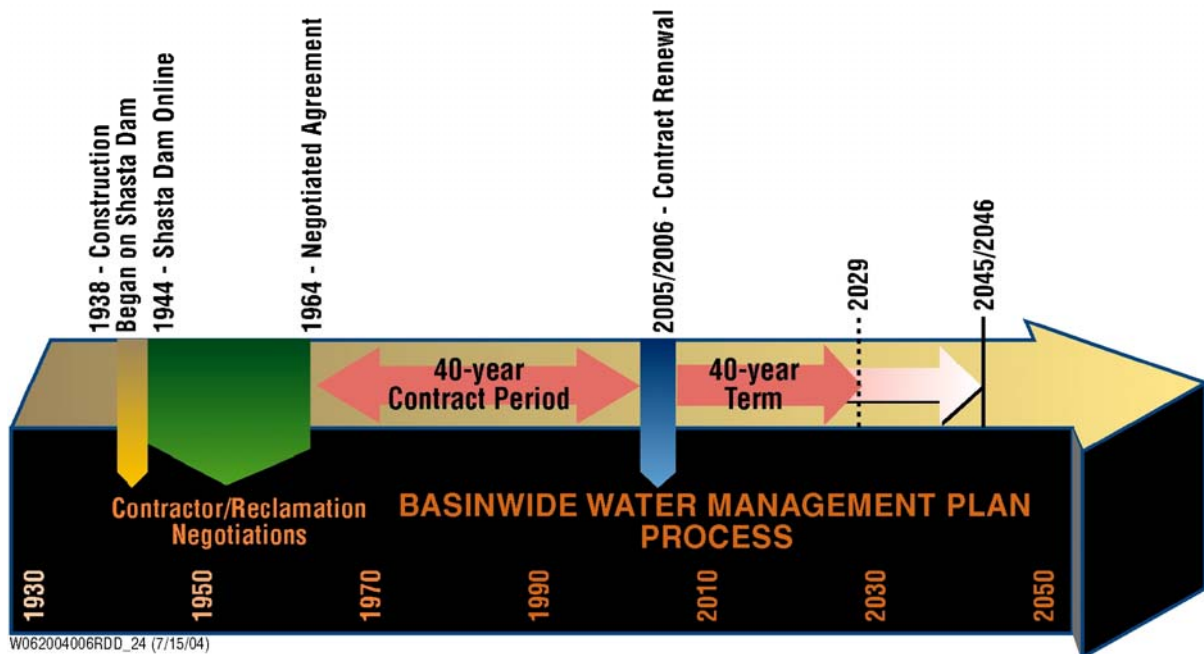 1938 - Construction
Began on Shasta Dam
1944 - Shasta Dam Online
1964 - Negotiated Agreement
2005/2006 - Contract Renewal
2029
2045/2046
40-year
Contract Period
40-year
Term
Contractor/Reclamation
Negotiations
BASINWIDE WATER MANAGEMENT PLAN
PROCESS
1930
1950
1970
1990
2010
2030
2050
W062004006RDD_24 (7/15/04)